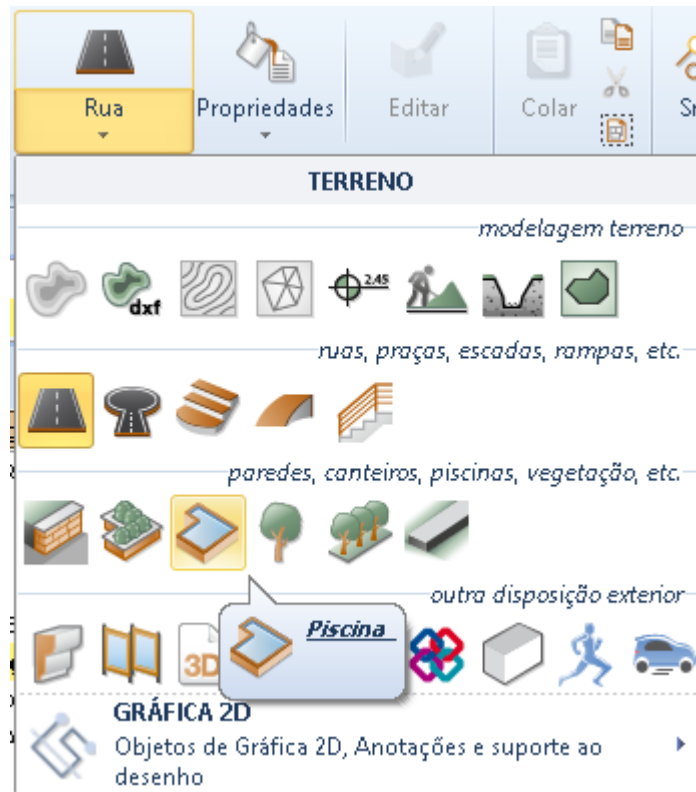 Rua
Propriedades
Editar
Colar
TERRENO
modelagem terreno
dxf
2.45
ruas, praças, escadas, rampas, etc.
paredes, canteiros, piscinas, vegetação, etc.
outra disposição exterior
3D
Piscina
GRÁFICA 2D
Objetos de Gráfica 2D, Anotações e suporte ao
desenho